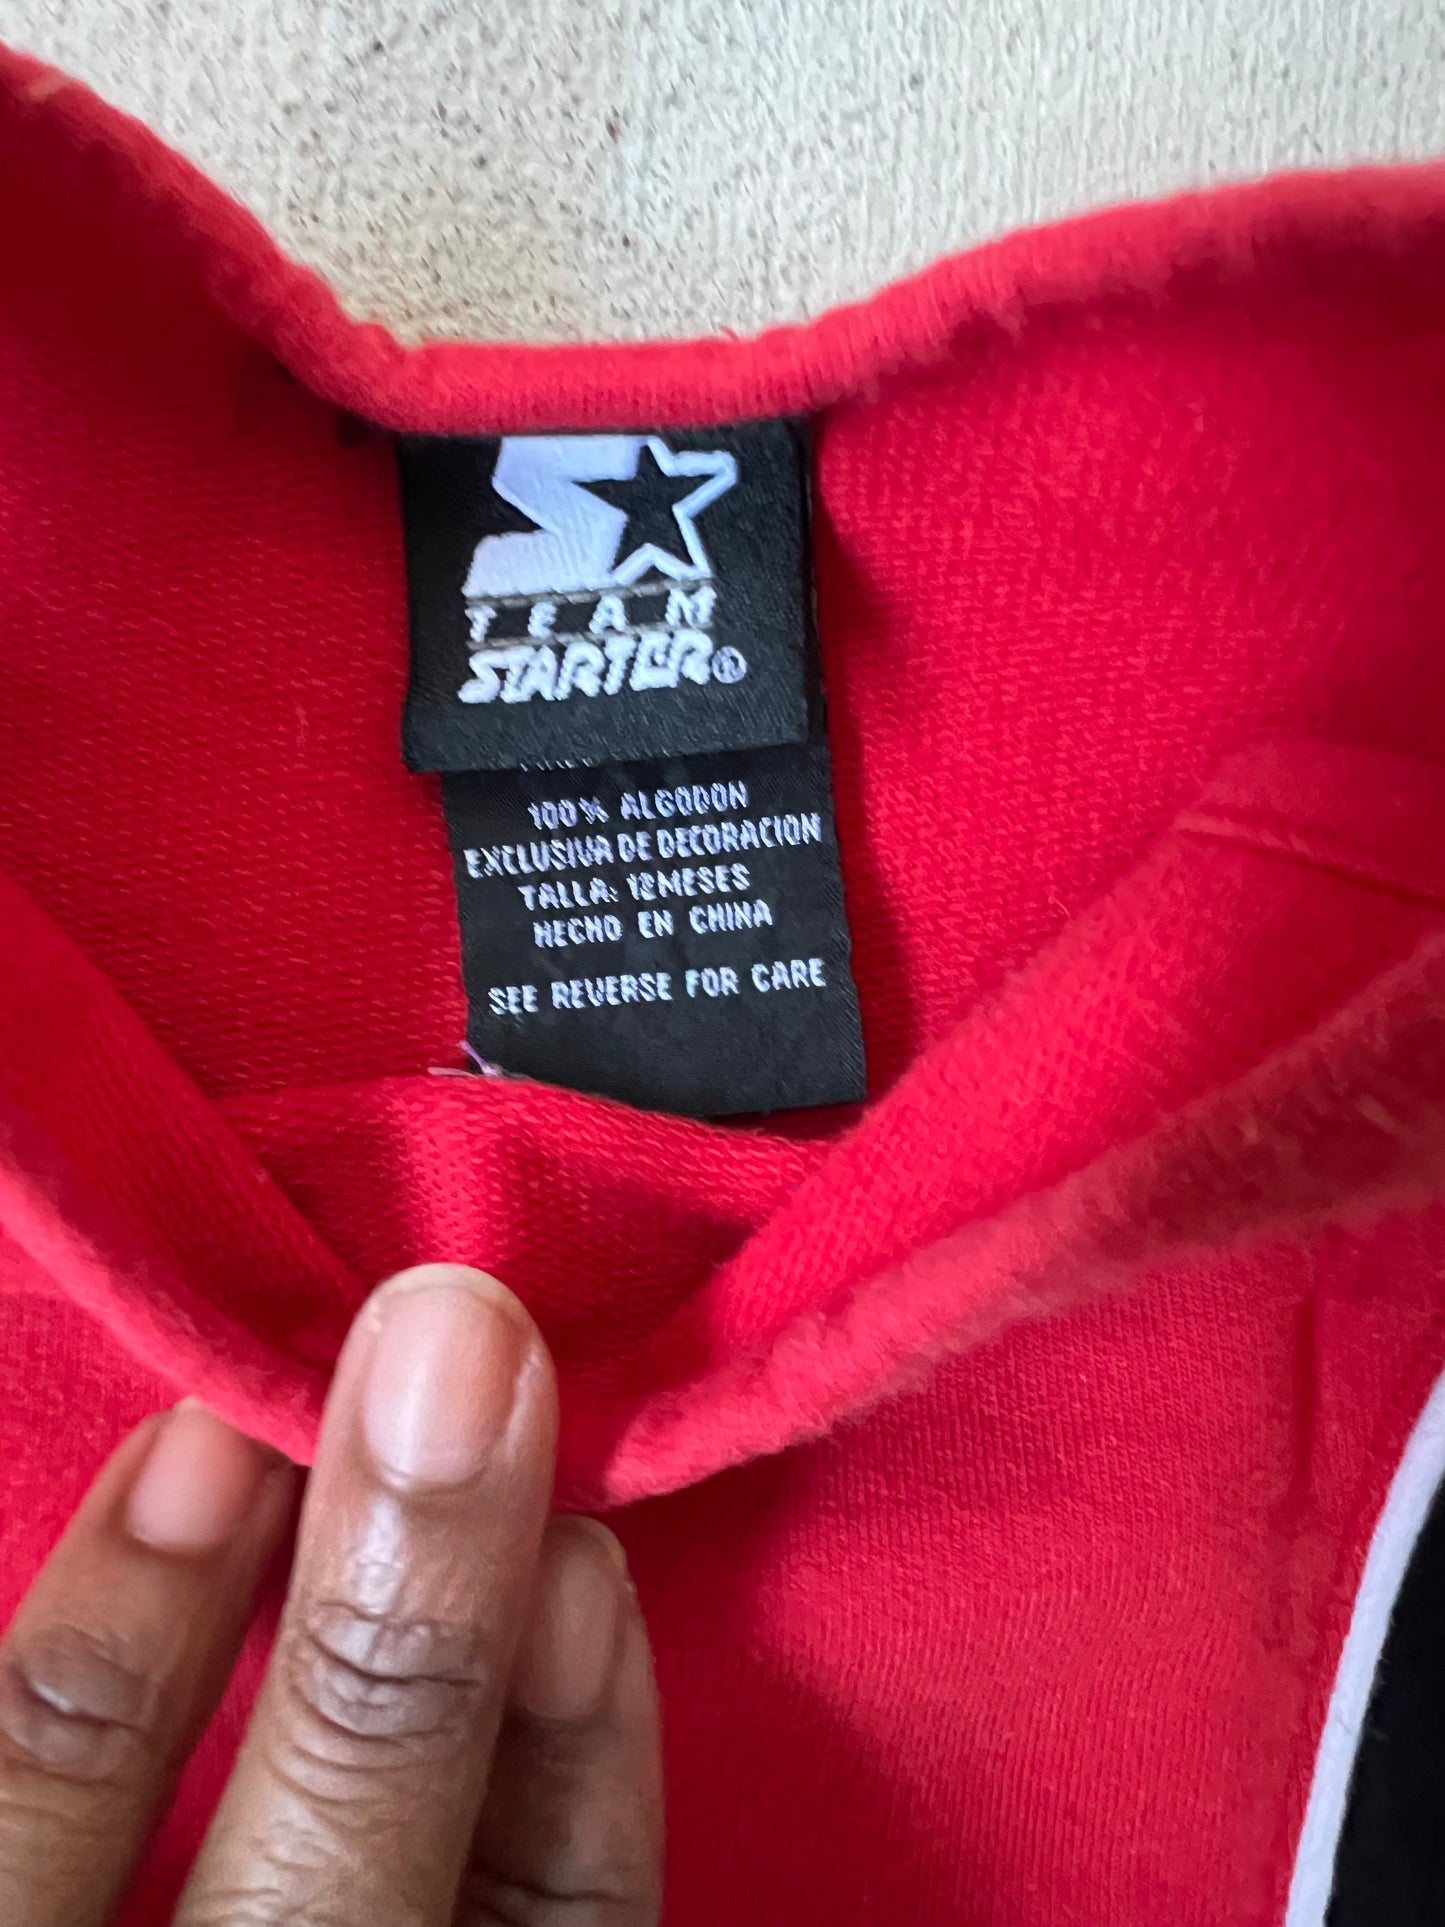 TEAM
STARTER®
100% ALGODON
EXCLUSIVA DE DECORACION
TALLA: 12MESES
HECHO EN CHINA
SEE REVERSE FOR CARE